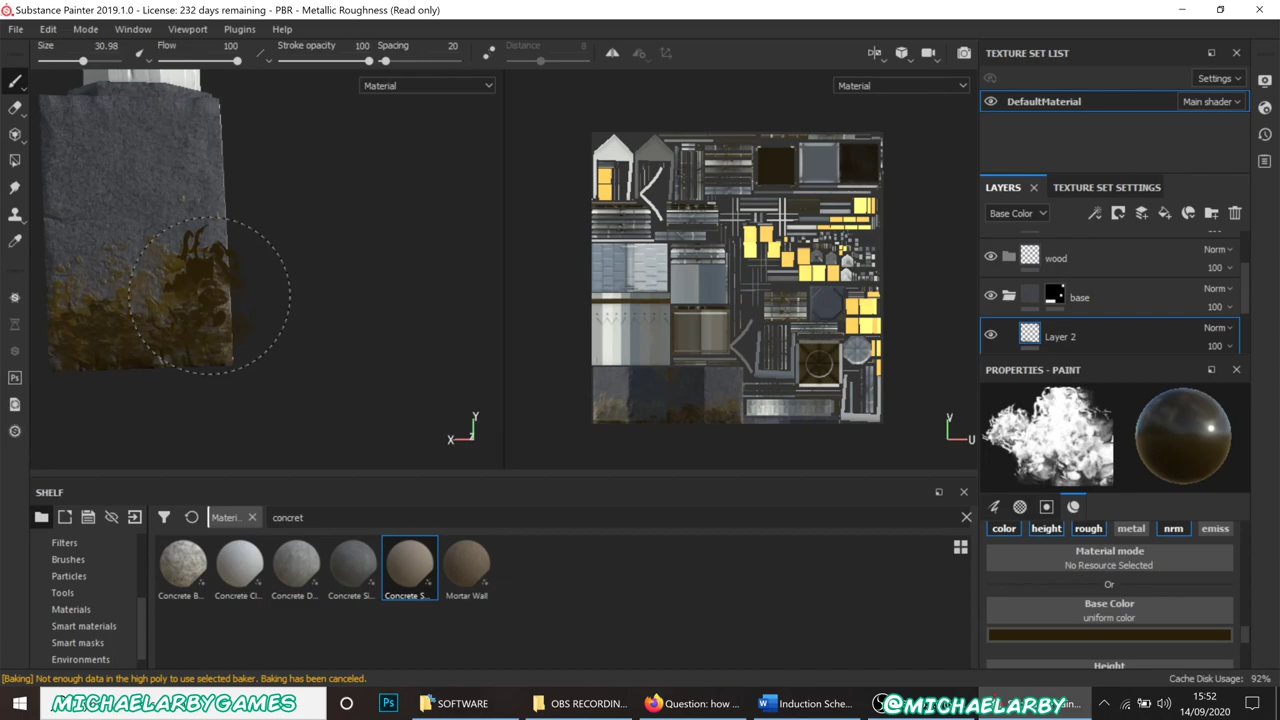 Substance Painter 2019.1.0 - License: 232 days remaining - PBR - Metallic Roughness (Read only)
File Edit Mode Window Viewport Plugins Help
Size 30.98 Flow 100 Stroke opacity 100 Spacing 20 Distance 8
Material
Material
TEXTURE SET LIST
Settings
DefaultMaterial Main shader
LAYERS TEXTURE SET SETTINGS
Base Color
wood Norm 100
base Norm 100
Layer 2 Norm 100
PROPERTIES - PAINT
color height rough metal nrm emiss
Material mode
No Resource Selected
Or
Base Color
uniform color
Height
Y
X Z
V
U
SHELF
Materi... concret
Filters
Brushes
Particles
Tools
Materials
Smart materials
Smart masks
Environments
Concrete B... Concrete Cl... Concrete D... Concrete Si... Concrete S... Mortar Wall
[Baking] Not enough data in the high poly to use selected baker. Baking has been canceled.
Cache Disk Usage: 92%
MICHAELARBYGAMES
Ps
SOFTWARE
OBS RECORDIN...
Question: how ...
Induction Sche...
@MICHAELARBY
15:52
14/09/2020